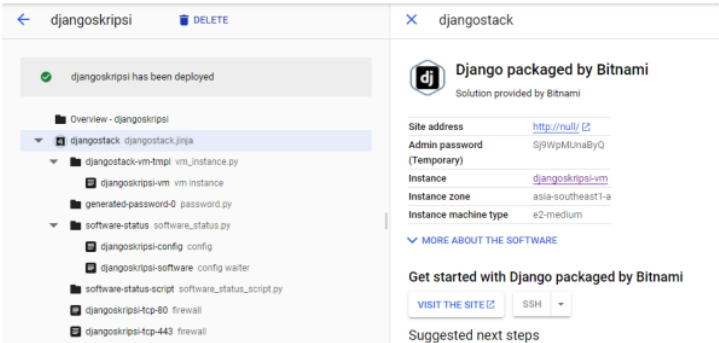 djangoskripsi DELETE
djangoskripsi has been deployed
Overview - djangoskripsi
djangostack djangostack.jinja
djangostack-vm-tmpl vm_instance.py
djangoskripsi-vm vm instance
generated-password-0 password.py
software-status software_status.py
djangoskripsi-config config
djangoskripsi-software config waiter
software-status-script software_status_script.py
djangoskripsi-tcp-80 firewall
djangoskripsi-tcp-443 firewall
djangostack
dj
Django packaged by Bitnami
Solution provided by Bitnami
Site address http://null/
Admin password (Temporary) Sj9WpMUnaByQ
Instance djangoskripsi-vm
Instance zone asia-southeast1-a
Instance machine type e2-medium
MORE ABOUT THE SOFTWARE
Get started with Django packaged by Bitnami
VISIT THE SITE SSH
Suggested next steps